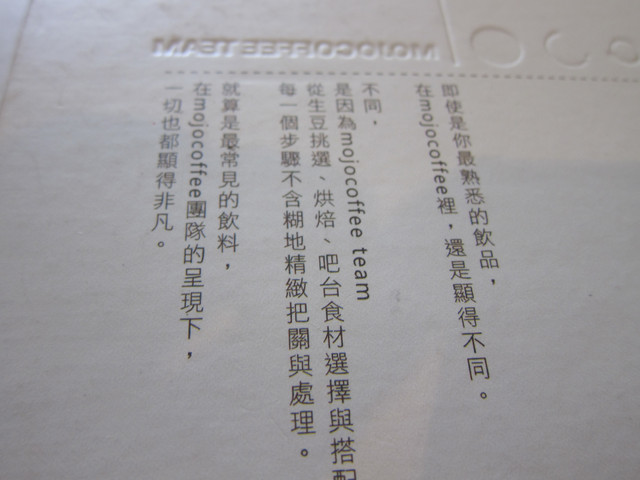 MOJOCOFFEE TEAM
即使是你最熟悉的飲品，
在mojocoffee裡，還是顯得不同。
不同，
是因為mojocoffee team
從生豆挑選、烘焙、吧台食材選擇與搭配
每一個步驟不含糊地精緻把關與處理。
就算是最常見的飲料，
在mojocoffee團隊的呈現下，
一切也都顯得非凡。